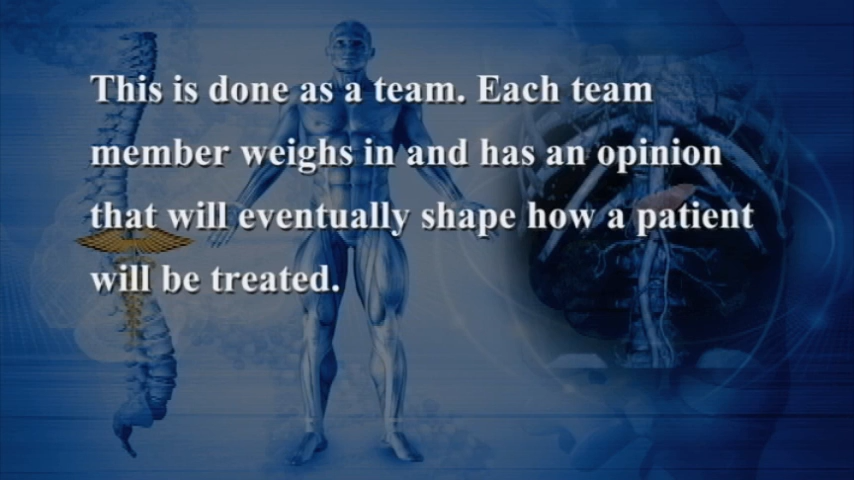 This is done as a team. Each team
member weighs in and has an opinion
that will eventually shape how a patient
will be treated.